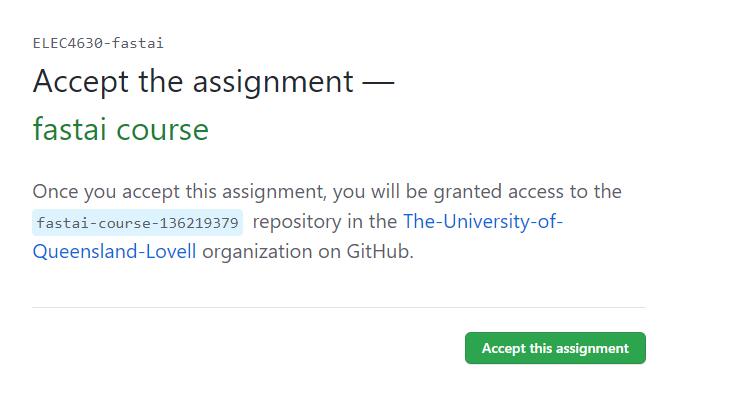 ELEC4630-fastai
Accept the assignment —
fastai course
Once you accept this assignment, you will be granted access to the
fastai-course-136219379 repository in the The-University-of-
Queensland-Lovell organization on GitHub.
Accept this assignment